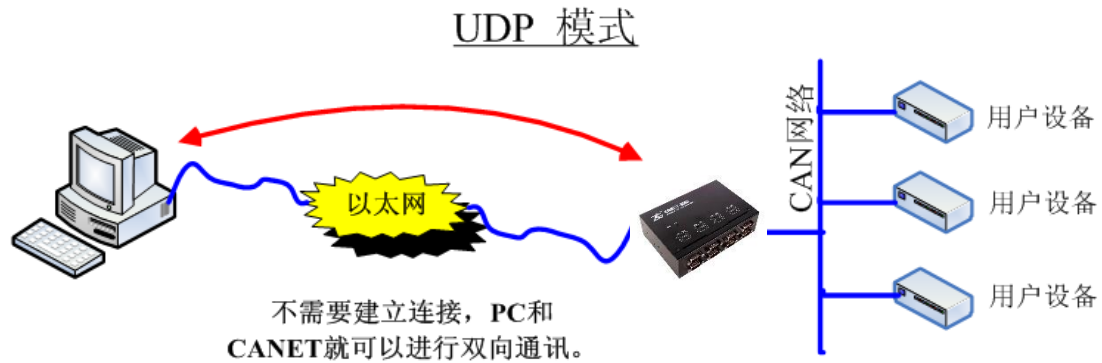 UDP 模式
CAN网络
用户设备
以太网
用户设备
用户设备
不需要建立连接，PC和
CANET就可以进行双向通讯。